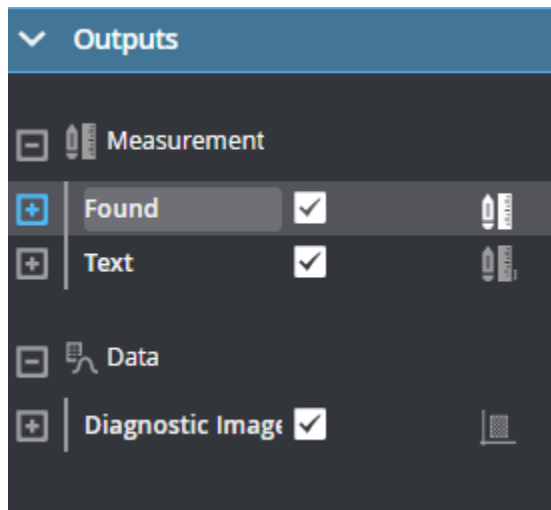 Outputs
Measurement
Found
Text
Data
Diagnostic Image